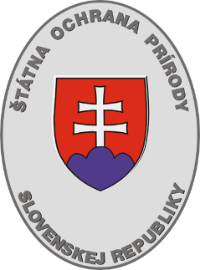 ŠTÁTNA OCHRANA PRÍRODY
SLOVENSKEJ REPUBLIKY